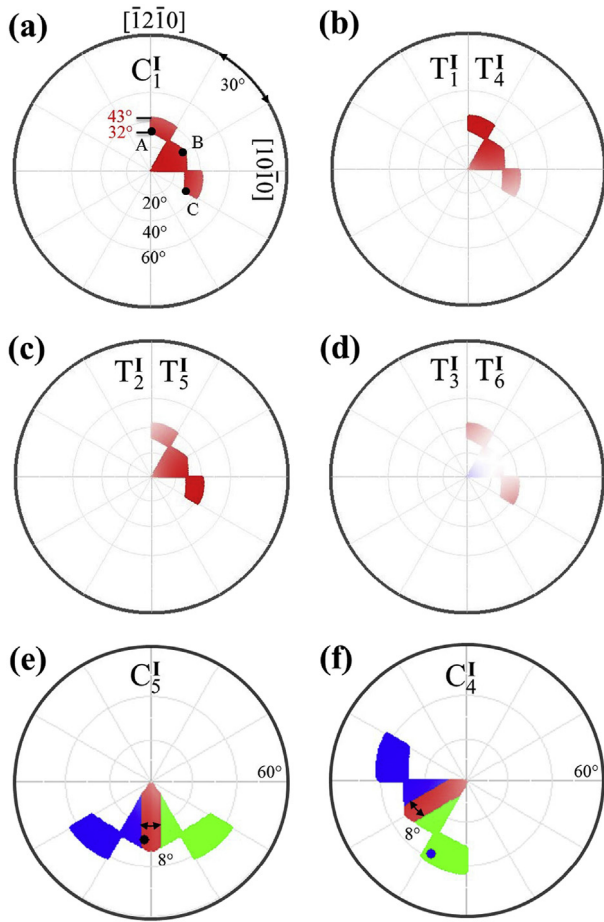 (a) [1̅21̅0]
C₁ᴵ
30°
43°
32°
A B
[101̅0]
C
20°
40°
60°
(b)
T₁ᴵ T₄ᴵ
(c)
T₂ᴵ T₅ᴵ
(d)
T₃ᴵ T₆ᴵ
(e)
C₅ᴵ
60°
8°
(f)
C₄ᴵ
60°
8°